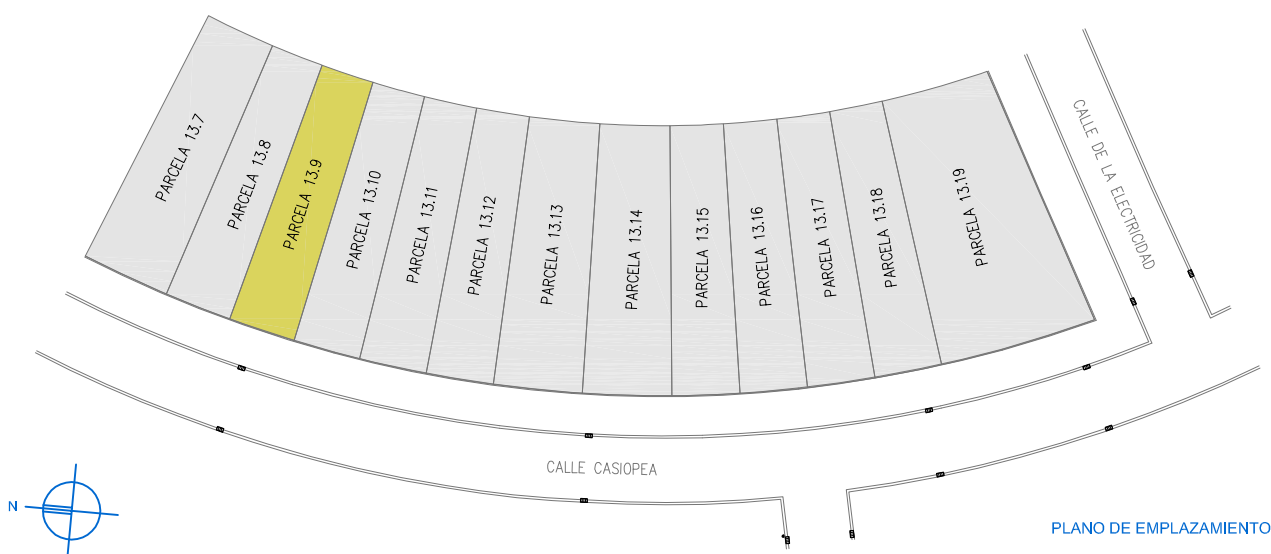 PARCELA 13.7
PARCELA 13.8
PARCELA 13.9
PARCELA 13.10
PARCELA 13.11
PARCELA 13.12
PARCELA 13.13
PARCELA 13.14
PARCELA 13.15
PARCELA 13.16
PARCELA 13.17
PARCELA 13.18
PARCELA 13.19
CALLE DE LA ELECTRICIDAD
CALLE CASIOPEA
N
PLANO DE EMPLAZAMIENTO